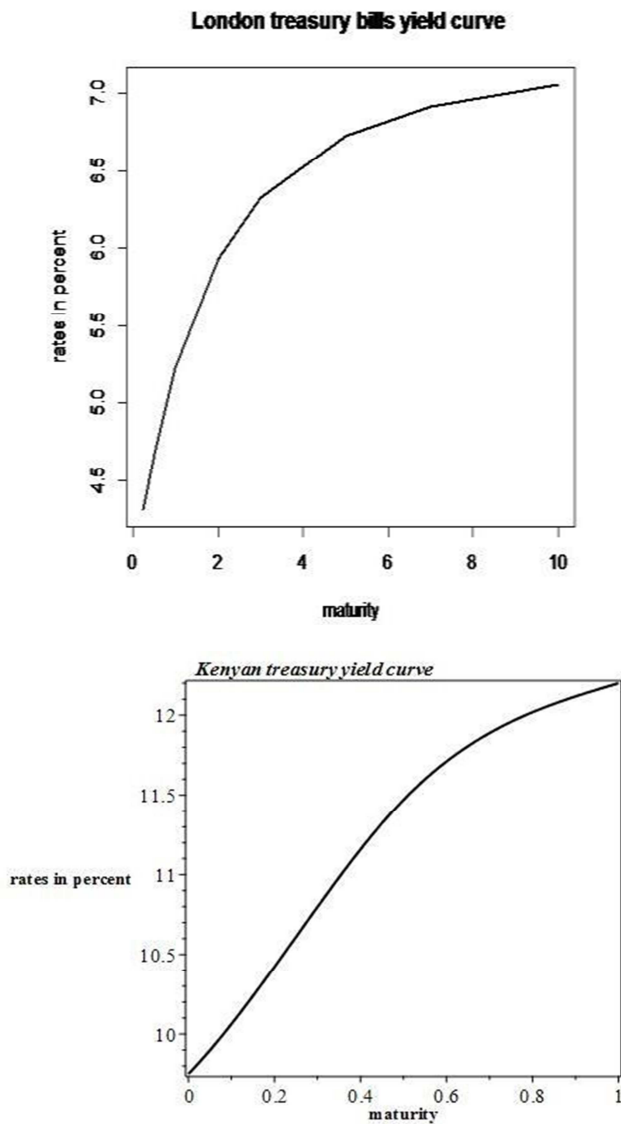 London treasury bills yield curve
7.0
6.5
6.0
5.5
5.0
4.5
rates in percent
0 2 4 6 8 10
maturity
Kenyan treasury yield curve
12
11.5
11
rates in percent
10.5
10
0 0.2 0.4 0.6 0.8 1
maturity